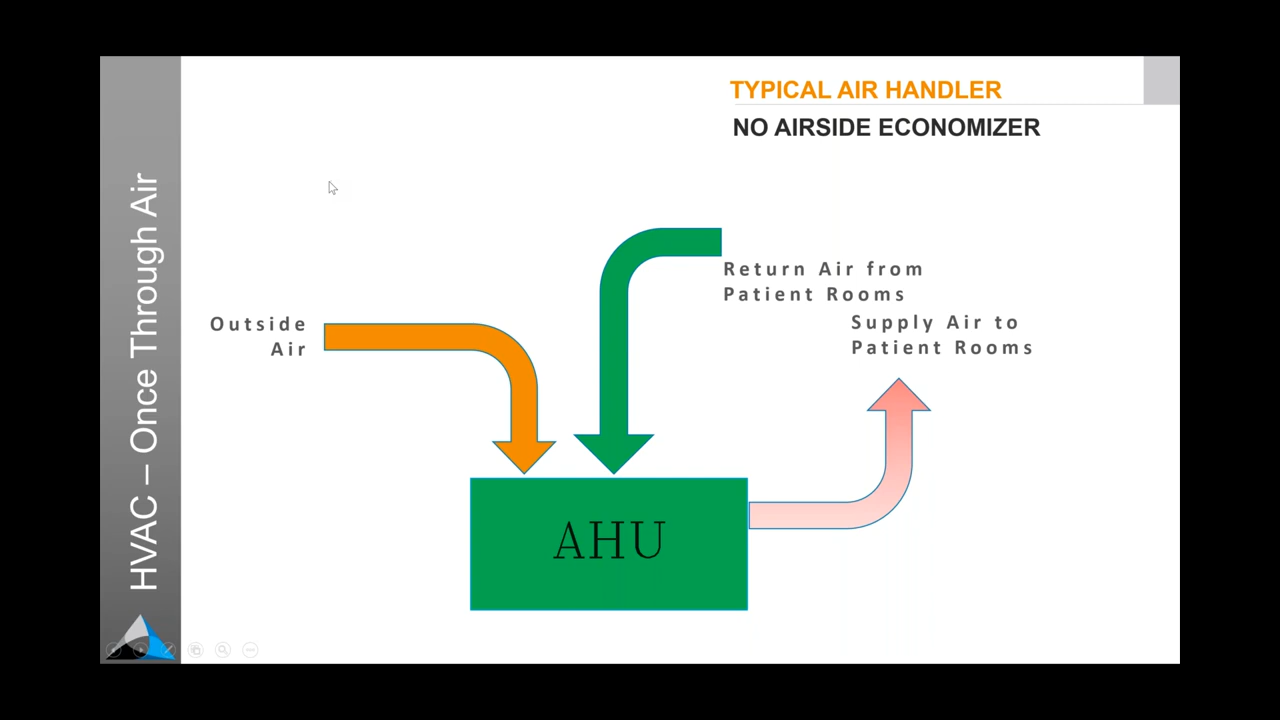 TYPICAL AIR HANDLER
NO AIRSIDE ECONOMIZER
HVAC – Once Through Air
Return Air from
Patient Rooms
Outside
Air
Supply Air to
Patient Rooms
AHU